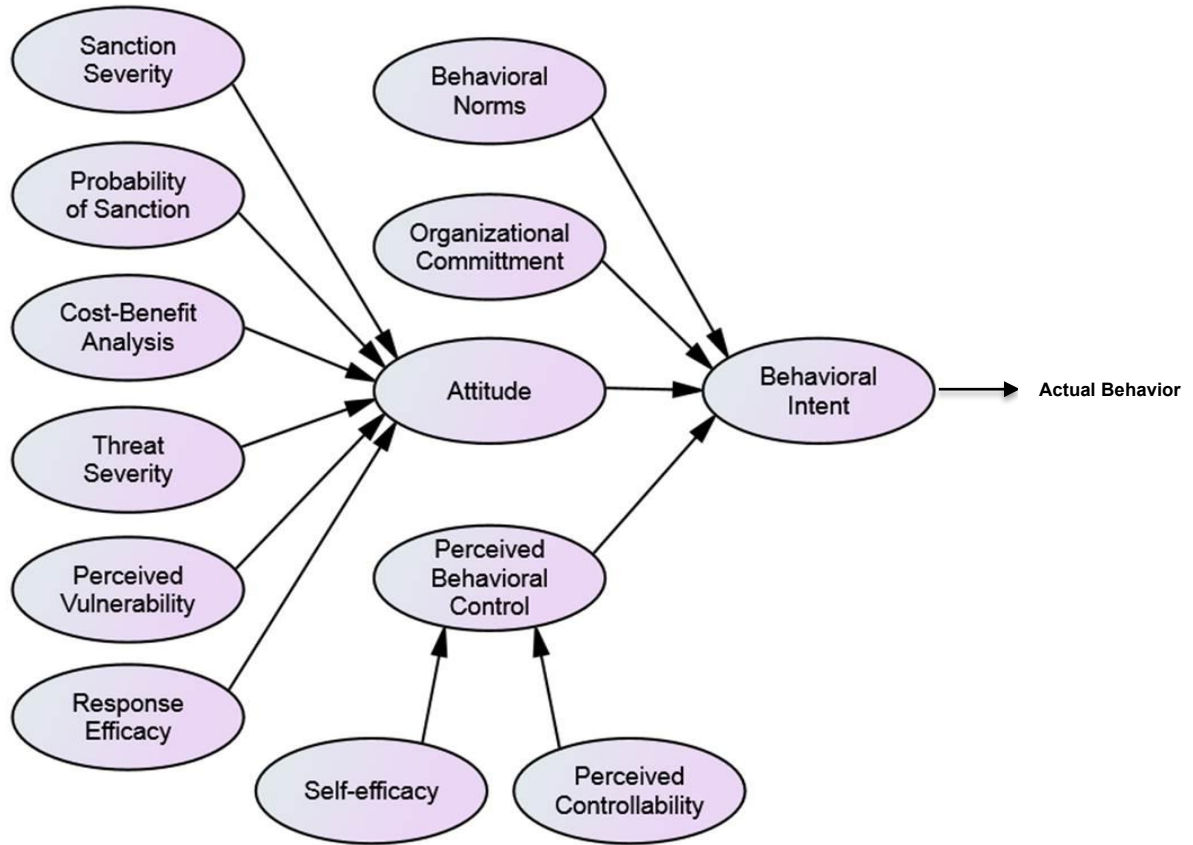 Sanction
Severity
Behavioral
Norms
Probability
of Sanction
Organizational
Committment
Cost-Benefit
Analysis
Attitude
Behavioral
Intent
Actual Behavior
Threat
Severity
Perceived
Vulnerability
Perceived
Behavioral
Control
Response
Efficacy
Self-efficacy
Perceived
Controllability